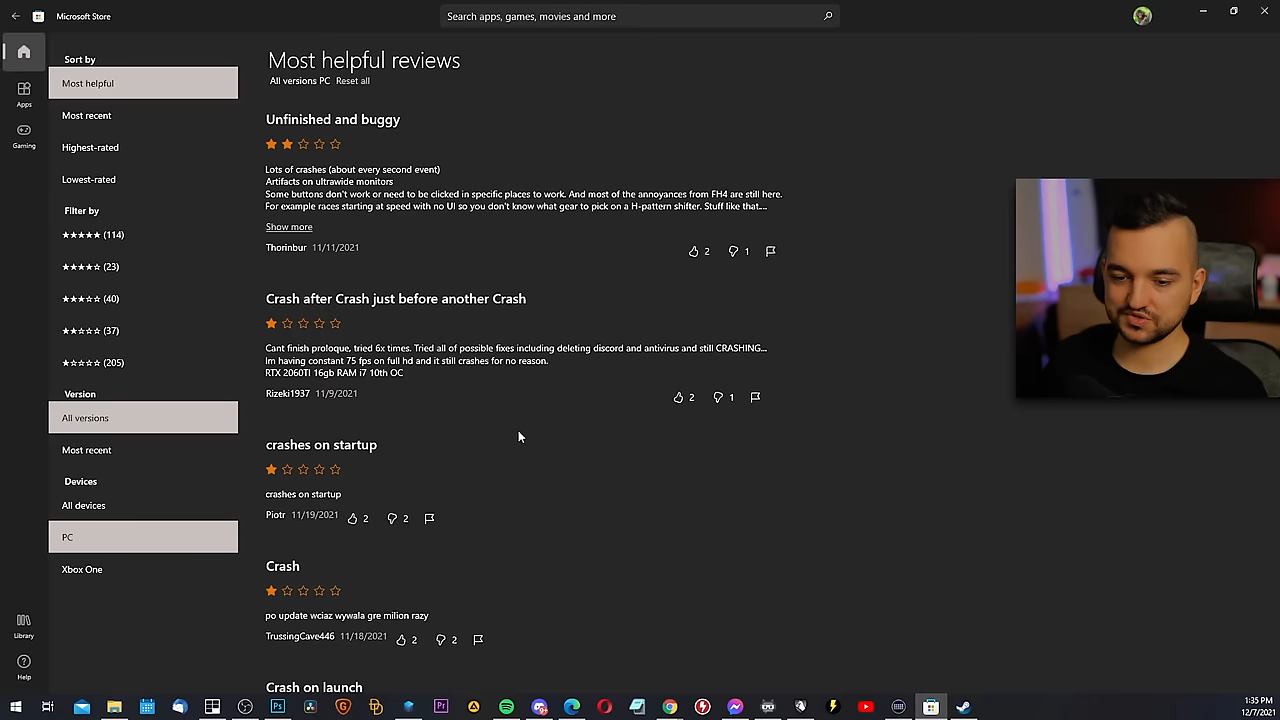 Microsoft Store
Search apps, games, movies and more
Apps
Gaming
Library
Help
Sort by
Most helpful
Most recent
Highest-rated
Lowest-rated
Filter by
★★★★★ (114)
★★★★☆ (23)
★★★☆☆ (40)
★★☆☆☆ (37)
★☆☆☆☆ (205)
Version
All versions
Most recent
Devices
All devices
PC
Xbox One
Most helpful reviews
All versions PC Reset all
Unfinished and buggy
Lots of crashes (about every second event)
Artifacts on ultrawide monitors
Some buttons don't work or need to be clicked in specific places to work. And most of the annoyances from FH4 are still here.
For example races starting at speed with no UI so you don't know what gear to pick on a H-pattern shifter. Stuff like that....
Show more
Thorinbur 11/11/2021
2 1
Crash after Crash just before another Crash
Cant finish proloque, tried 6x times. Tried all of possible fixes including deleting discord and antivirus and still CRASHING...
Im having constant 75 fps on full hd and it still crashes for no reason.
RTX 2060TI 16gb RAM i7 10th OC
Rizeki1937 11/9/2021
2 1
crashes on startup
crashes on startup
Piotr 11/19/2021 2 2
Crash
po update wciaz wywala gre milion razy
TrussingCave446 11/18/2021 2 2
Crash on launch
Ps
Pr
1:35 PM
12/7/2021